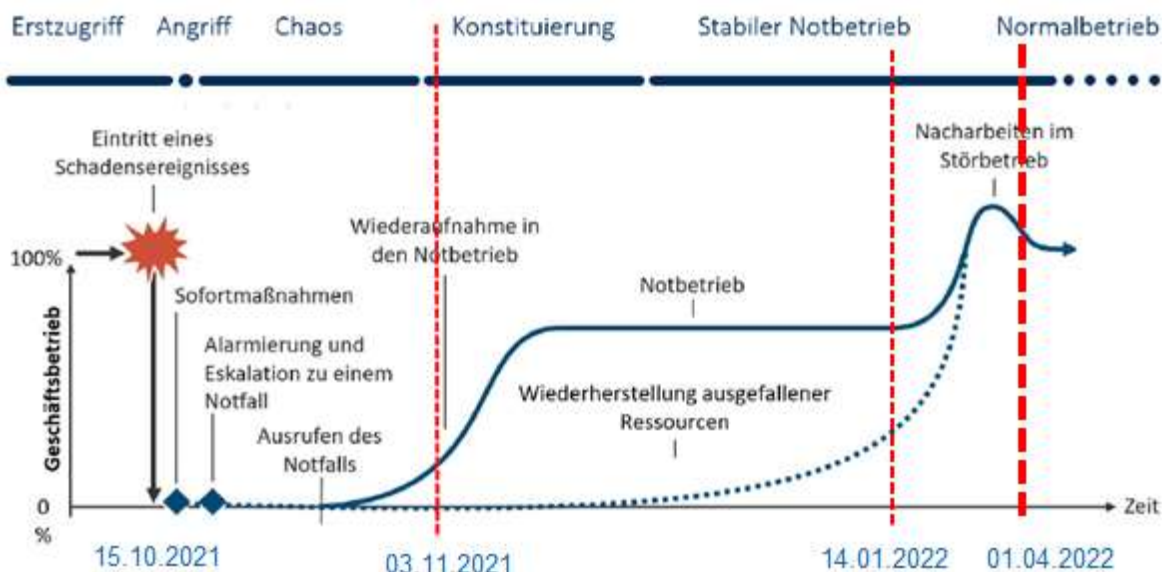 Erstzugriff Angriff Chaos Konstituierung Stabiler Notbetrieb Normalbetrieb
Eintritt eines
Schadensereignisses
Nacharbeiten im
Störbetrieb
Wiederaufnahme in
den Notbetrieb
100%
Sofortmaßnahmen
Notbetrieb
Alarmierung und
Eskalation zu einem
Notfall
Geschäftsbetrieb
Wiederherstellung ausgefallener
Ressourcen
Ausrufen des
Notfalls
0
%
Zeit
15.10.2021 03.11.2021 14.01.2022 01.04.2022